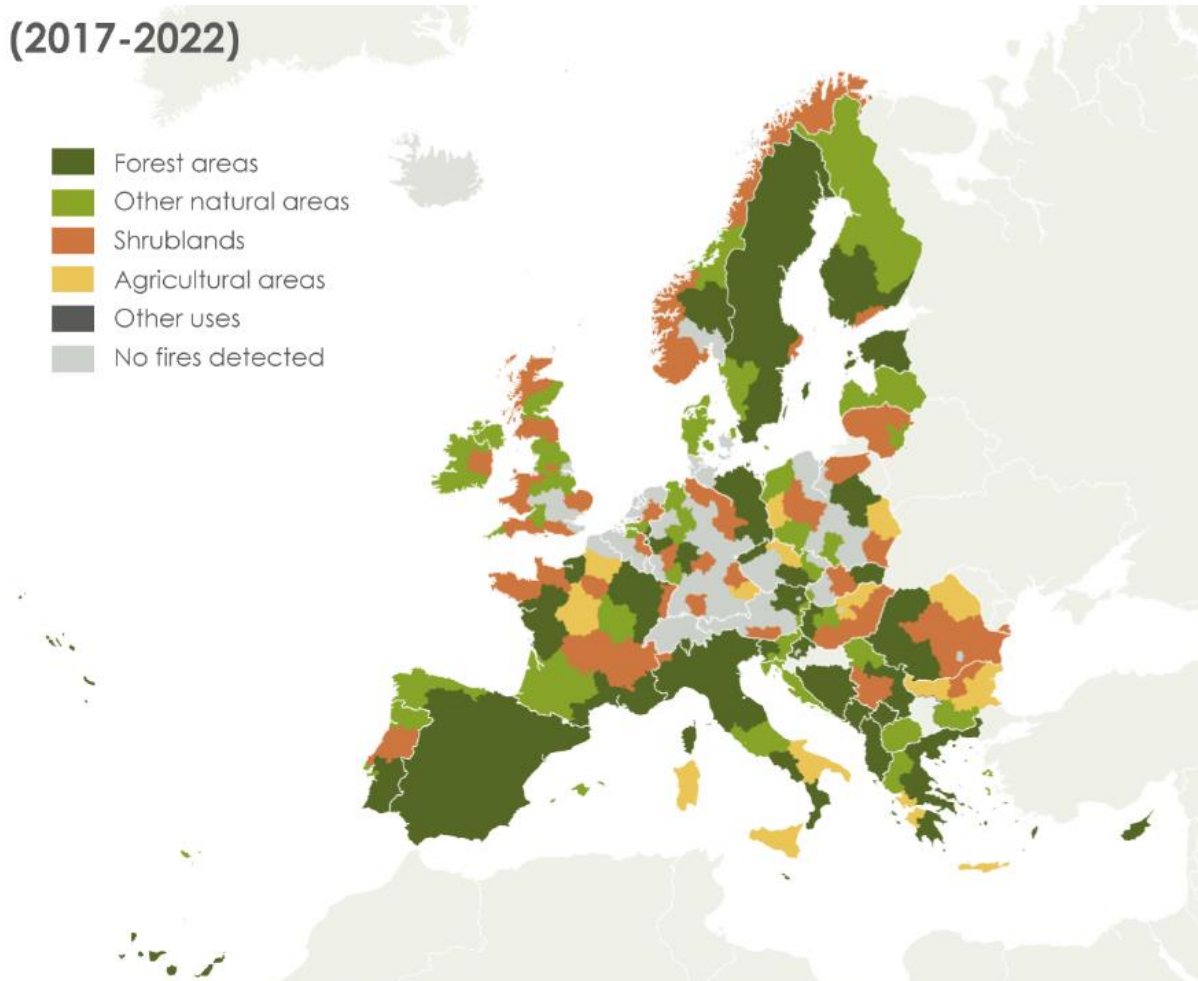 (2017-2022)
Forest areas
Other natural areas
Shrublands
Agricultural areas
Other uses
No fires detected